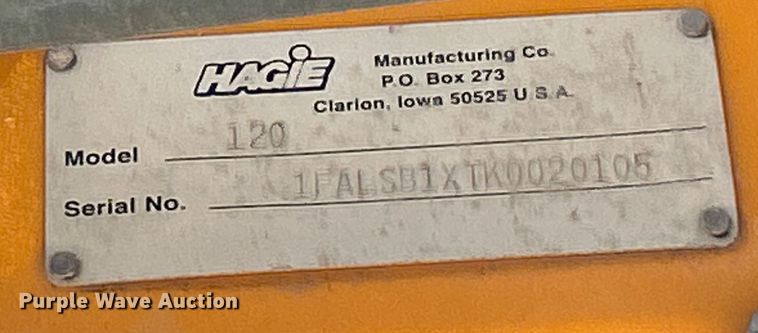 HAGIE
Manufacturing Co.
P.O. Box 273
Clarion, Iowa 50525 U.S.A.
Model 120
Serial No. 1FALSB1XTK0020105
Purple Wave Auction